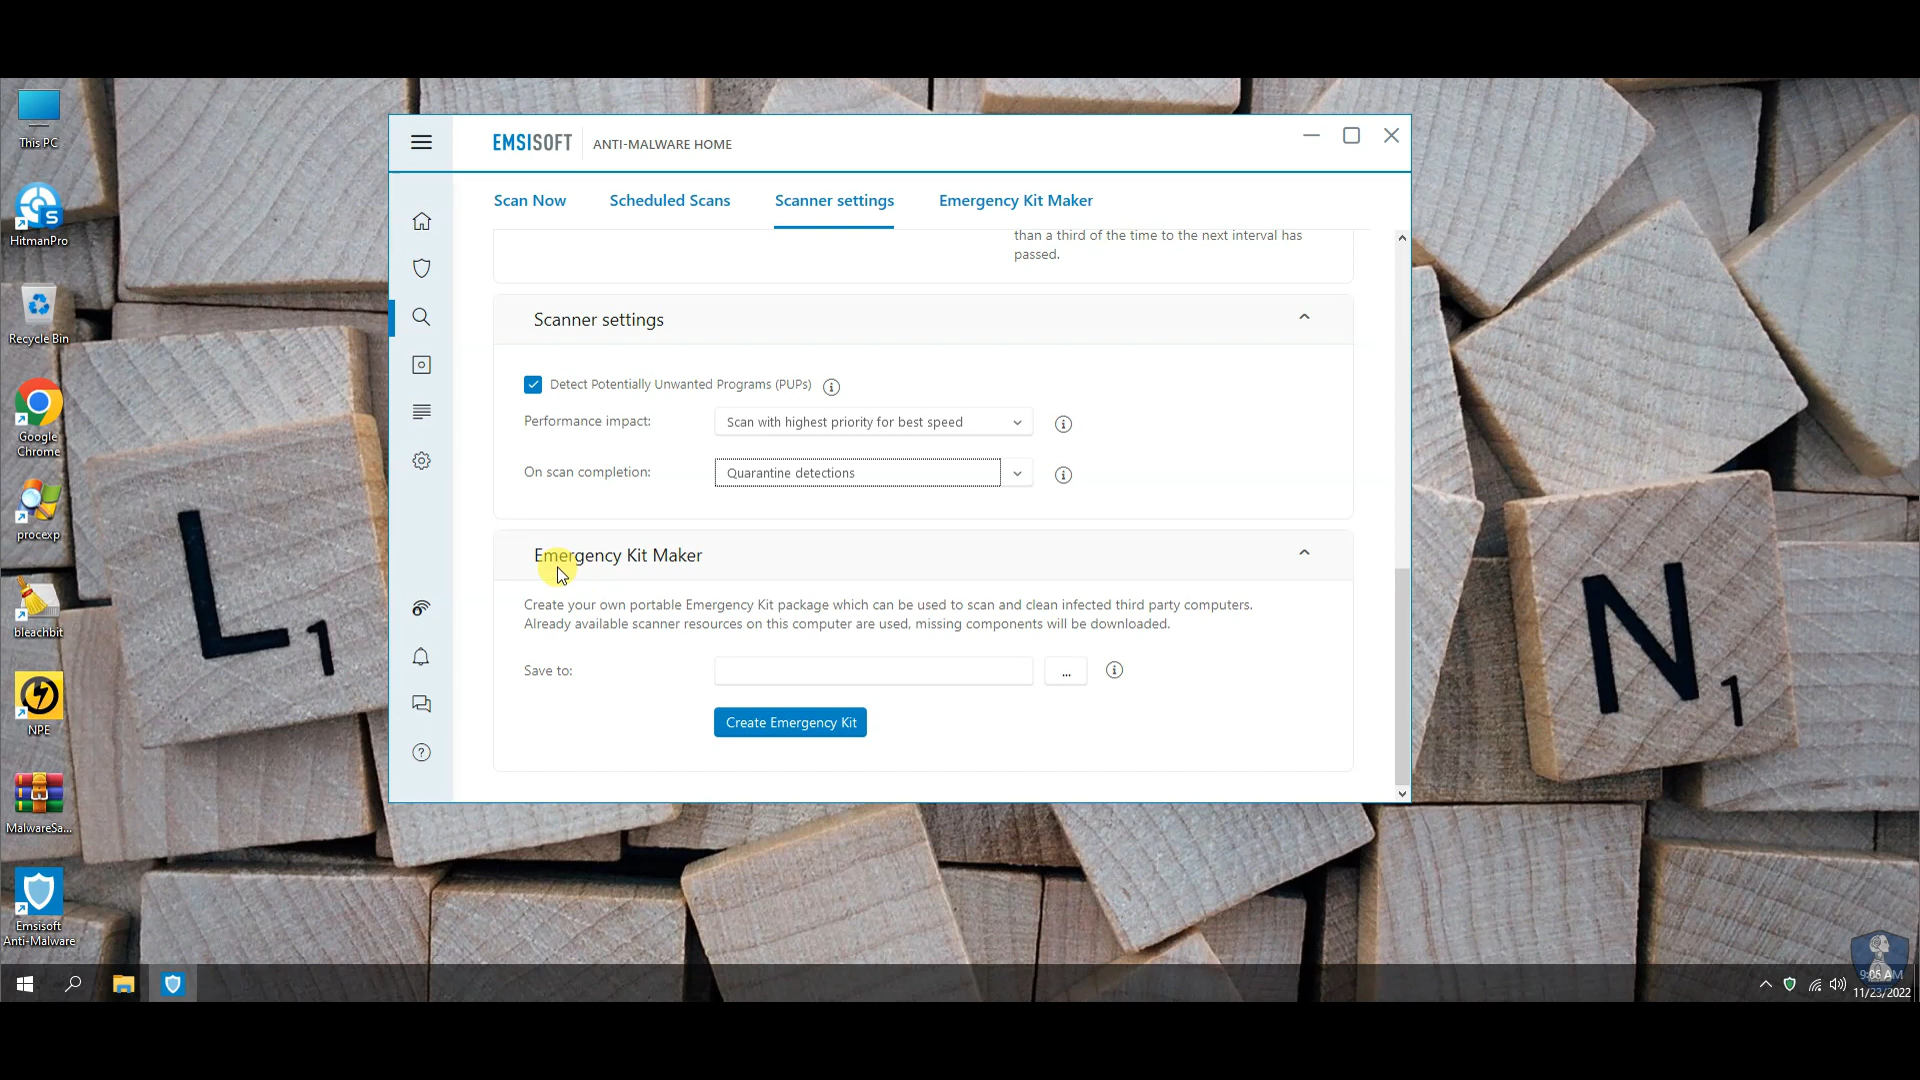 EMSISOFT ANTI-MALWARE HOME
Scan Now Scheduled Scans Scanner settings Emergency Kit Maker
than a third of the time to the next interval has
passed.
Scanner settings
Detect Potentially Unwanted Programs (PUPs)
Performance impact: Scan with highest priority for best speed
On scan completion: Quarantine detections
Emergency Kit Maker
Create your own portable Emergency Kit package which can be used to scan and clean infected third party computers.
Already available scanner resources on this computer are used, missing components will be downloaded.
Save to: ...
Create Emergency Kit
This PC
HitmanPro
Recycle Bin
Google
Chrome
procexp
bleachbit
NPE
MalwareSa...
Emsisoft
Anti-Malware
L1
N1
9:06 AM
11/23/2022